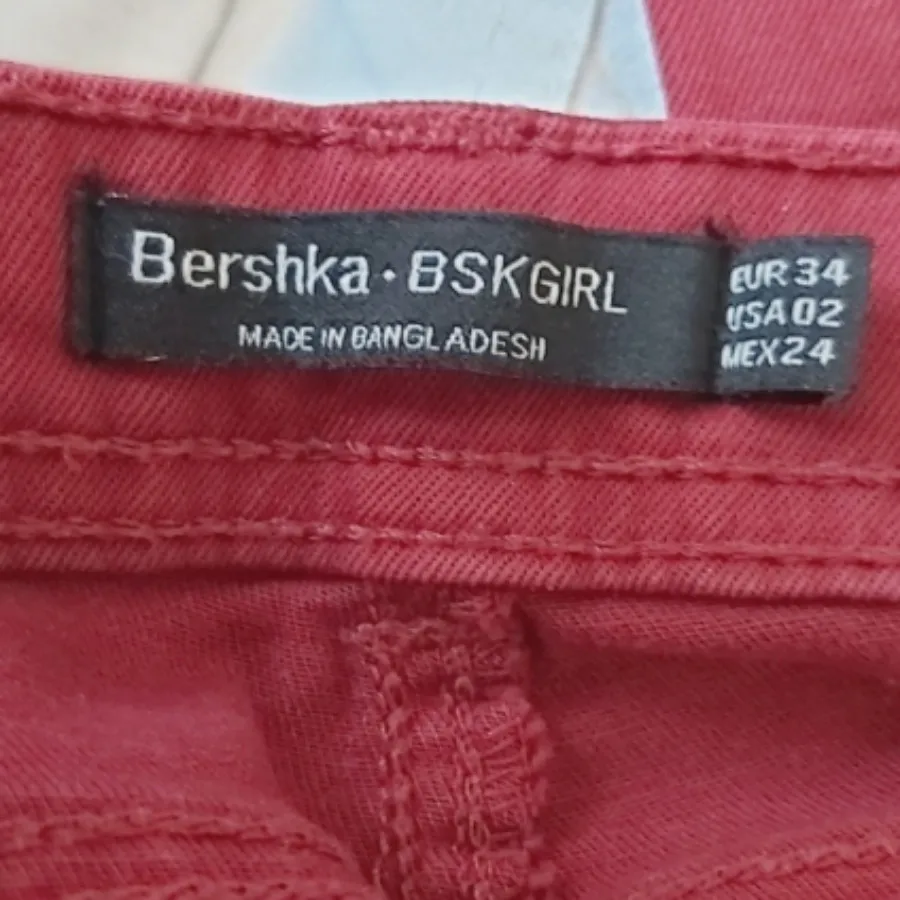 Bershka · BSKGIRL
MADE IN BANGLADESH
EUR 34
USA 02
MEX 24